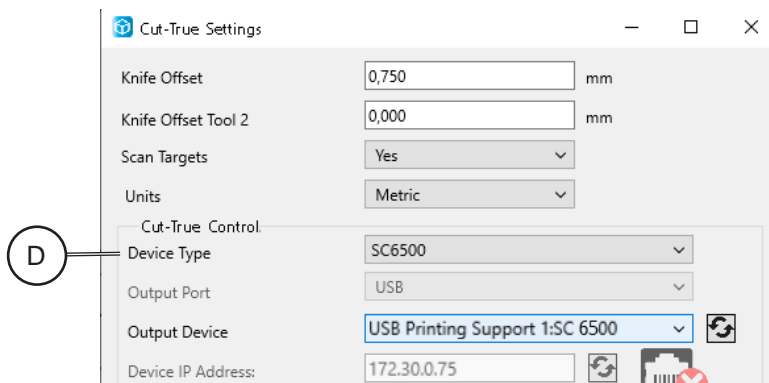 Cut-True Settings
Knife Offset 0,750 mm
Knife Offset Tool 2 0,000 mm
Scan Targets Yes
Units Metric
Cut-True Control
D Device Type SC6500
Output Port USB
Output Device USB Printing Support 1:SC 6500
Device IP Address: 172.30.0.75